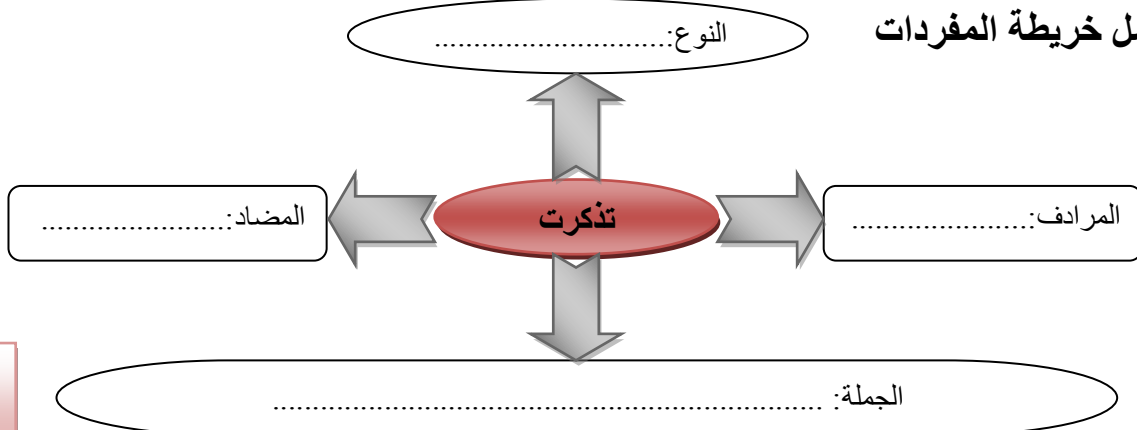 ل خريطة المفردات
النوع:..............................
المرادف:.......................
تذكرت
المضاد:........................
الجملة: .......................................................................